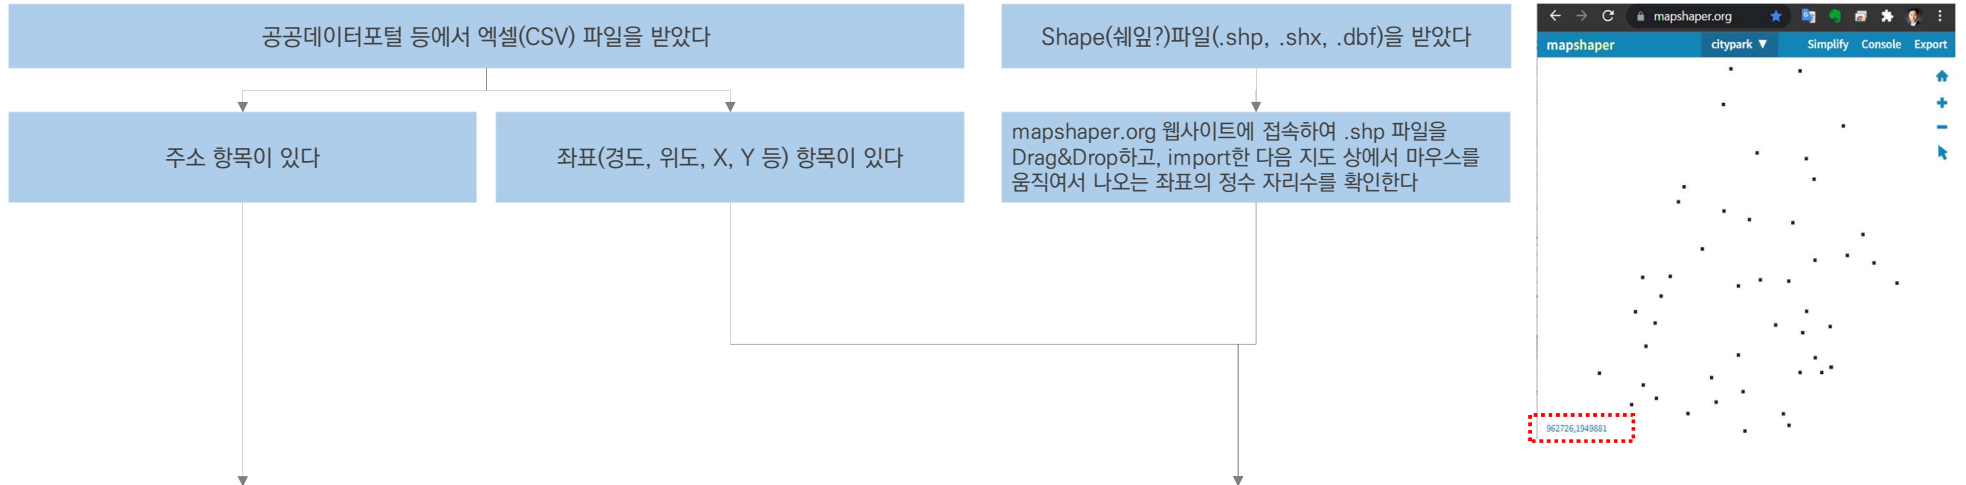 공공데이터포털 등에서 엑셀(CSV) 파일을 받았다
Shape(쉐잎?)파일(.shp, .shx, .dbf)을 받았다
주소 항목이 있다
좌표(경도, 위도, X, Y 등) 항목이 있다
mapshaper.org 웹사이트에 접속하여 .shp 파일을
Drag&Drop하고, import한 다음 지도 상에서 마우스를
움직여서 나오는 좌표의 정수 자리수를 확인한다
mapshaper.org
mapshaper
citypark ▼
Simplify Console Export
962726,1949881